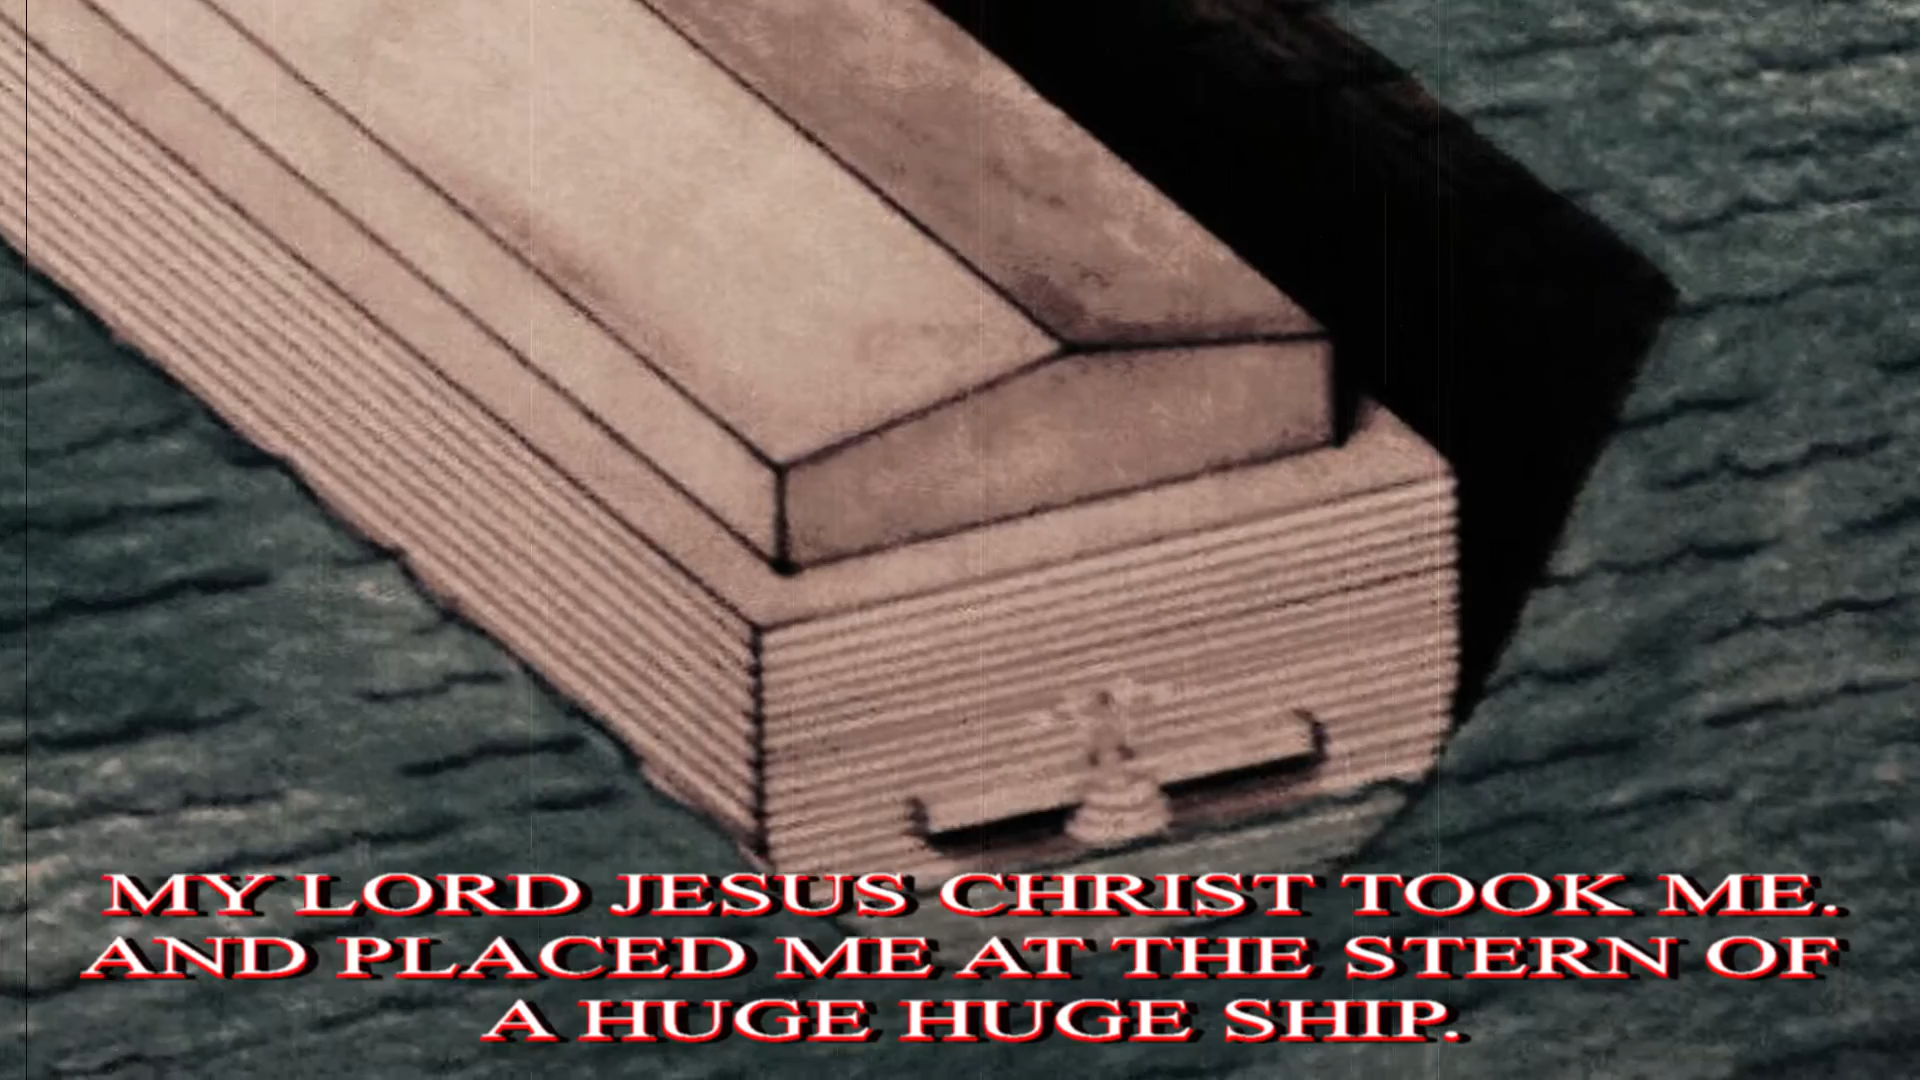 MY LORD JESUS CHRIST TOOK ME.
AND PLACED ME AT THE STERN OF
A HUGE HUGE SHIP.